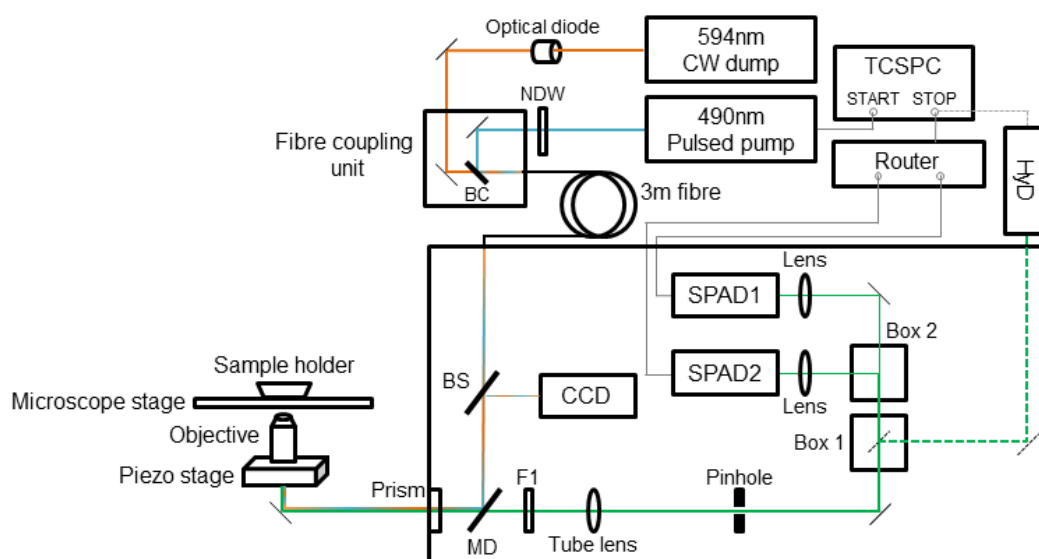 Optical diode
594nm
CW dump
TCSPC
START STOP
NDW
490nm
Pulsed pump
Fibre coupling
unit
BC
3m fibre
Router
HyD
Lens
SPAD1
Box 2
Sample holder
BS
CCD
SPAD2
Lens
Microscope stage
Objective
Box 1
Piezo stage
Prism
F1
Pinhole
MD
Tube lens